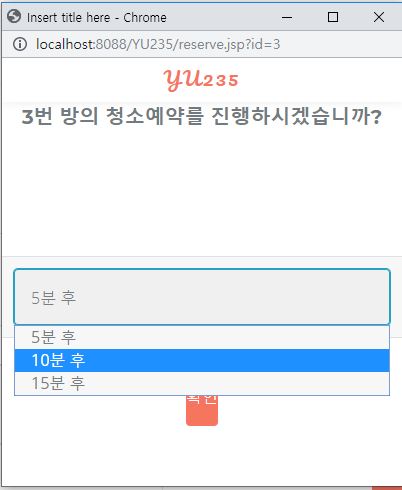 Insert title here - Chrome
localhost:8088/YU235/reserve.jsp?id=3
YU235
3번 방의 청소예약를 진행하시겠습니까?
5분 후
5분 후
10분 후
15분 후
확인